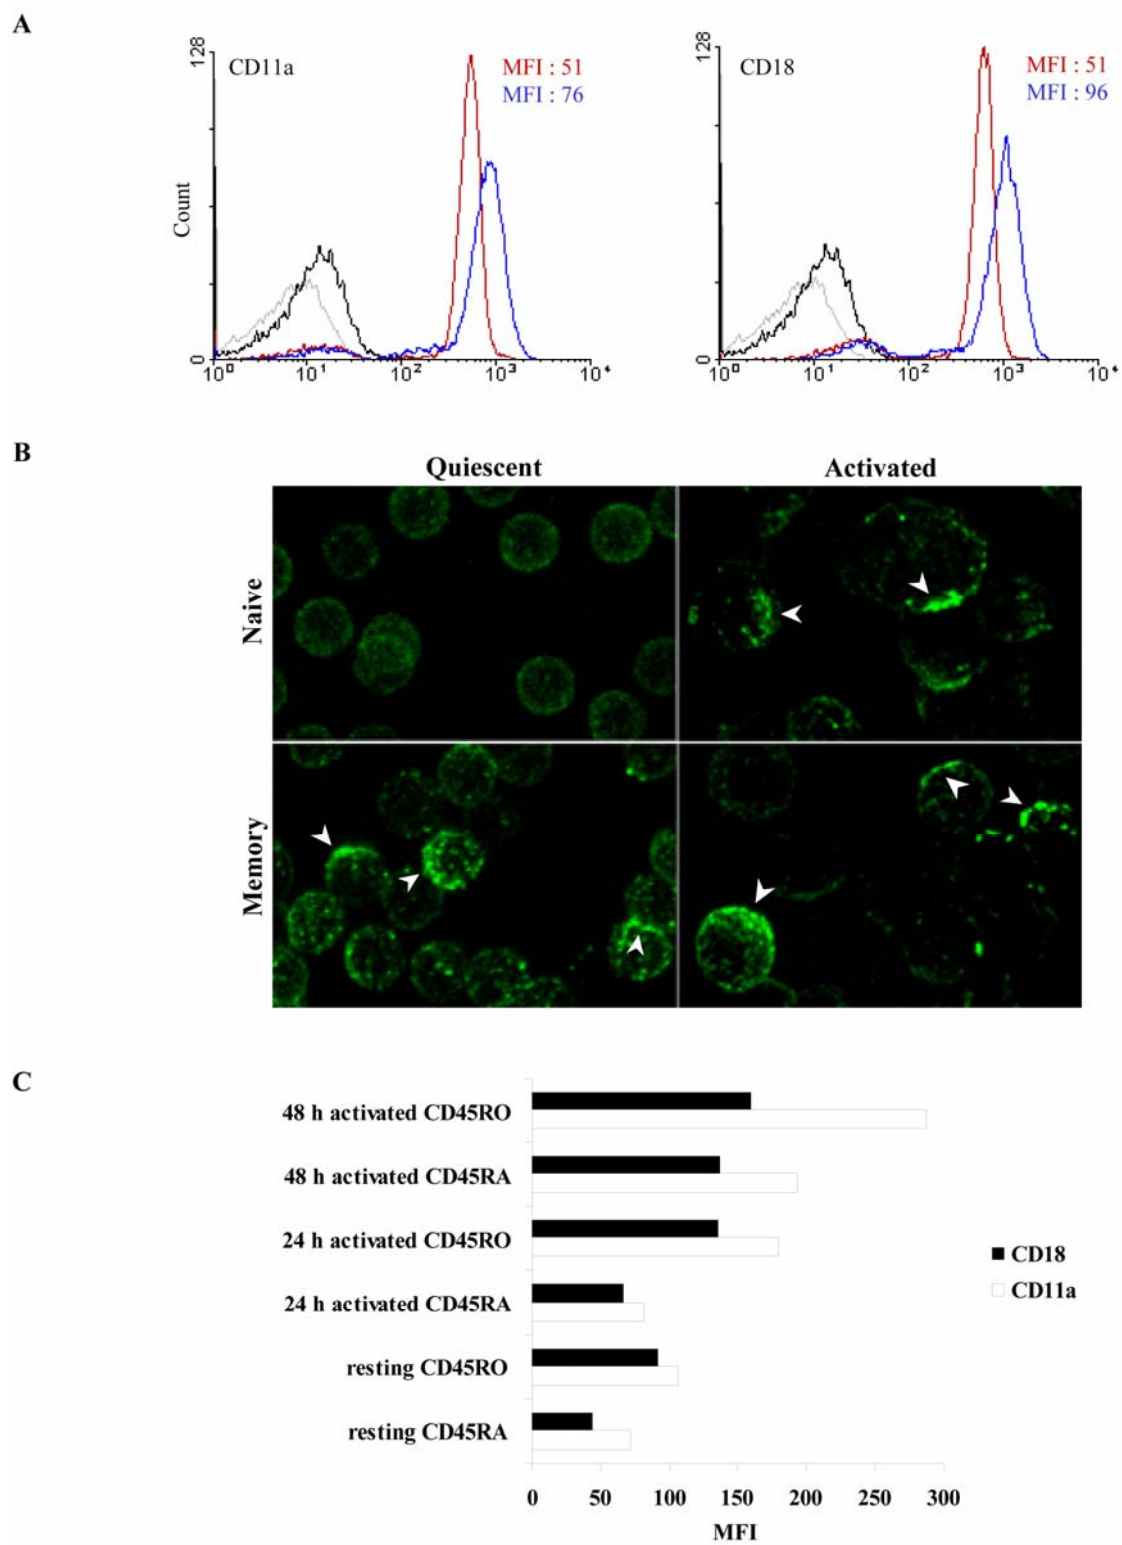 A
128
CD11a
MFI : 51
MFI : 76
Count
0
10⁰ 10¹ 10² 10³ 10⁴
128
CD18
MFI : 51
MFI : 96
0
10⁰ 10¹ 10² 10³ 10⁴
B
Quiescent Activated
Naive
Memory
C
48 h activated CD45RO
48 h activated CD45RA
24 h activated CD45RO
24 h activated CD45RA
resting CD45RO
resting CD45RA
CD18
CD11a
0 50 100 150 200 250 300
MFI